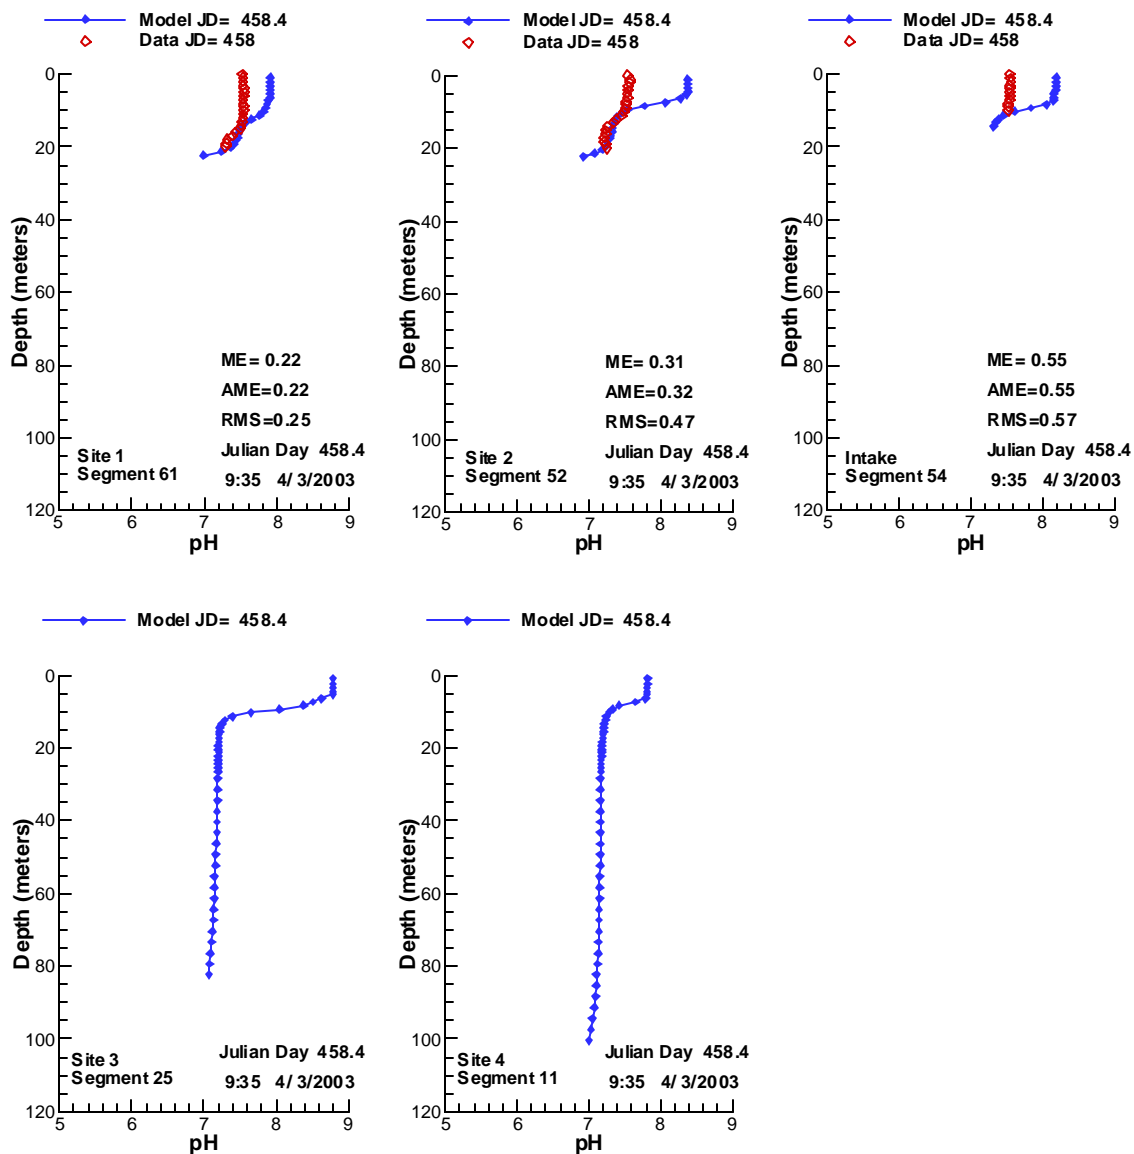 Model JD= 458.4
Data JD= 458
0
20
40
60
80
100
120
Depth (meters)
ME= 0.22
AME=0.22
RMS=0.25
Julian Day 458.4
9:35 4/ 3/2003
Site 1
Segment 61
5
6
7
8
9
pH
Model JD= 458.4
Data JD= 458
0
20
40
60
80
100
120
Depth (meters)
ME= 0.31
AME=0.32
RMS=0.47
Julian Day 458.4
9:35 4/ 3/2003
Site 2
Segment 52
5
6
7
8
9
pH
Model JD= 458.4
Data JD= 458
0
20
40
60
80
100
120
Depth (meters)
ME= 0.55
AME=0.55
RMS=0.57
Julian Day 458.4
9:35 4/ 3/2003
Intake
Segment 54
5
6
7
8
9
pH
Model JD= 458.4
0
20
40
60
80
100
120
Depth (meters)
Julian Day 458.4
9:35 4/ 3/2003
Site 3
Segment 25
5
6
7
8
9
pH
Model JD= 458.4
0
20
40
60
80
100
120
Depth (meters)
Julian Day 458.4
9:35 4/ 3/2003
Site 4
Segment 11
5
6
7
8
9
pH